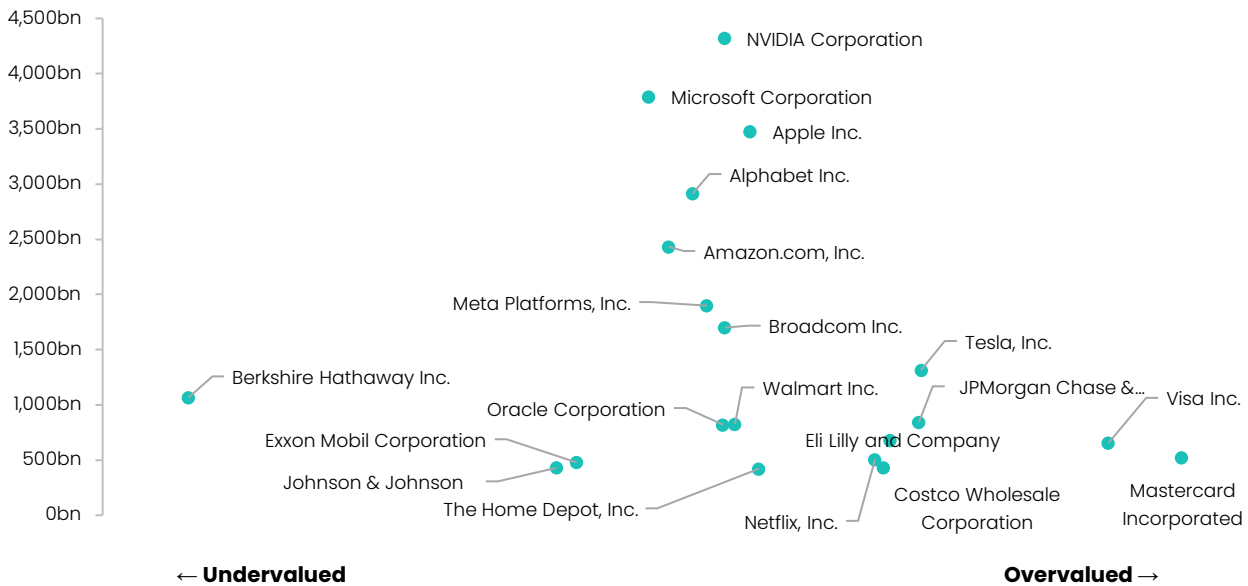 4,500bn
NVIDIA Corporation
4,000bn
Microsoft Corporation
3,500bn
Apple Inc.
3,000bn
Alphabet Inc.
2,500bn
Amazon.com, Inc.
2,000bn
Meta Platforms, Inc.
Broadcom Inc.
1,500bn
Tesla, Inc.
Berkshire Hathaway Inc.
Walmart Inc.
JPMorgan Chase &...
Visa Inc.
1,000bn
Oracle Corporation
Exxon Mobil Corporation
Eli Lilly and Company
500bn
Johnson & Johnson
Costco Wholesale
Corporation
Mastercard
Incorporated
The Home Depot, Inc.
Netflix, Inc.
0bn
← Undervalued
Overvalued →